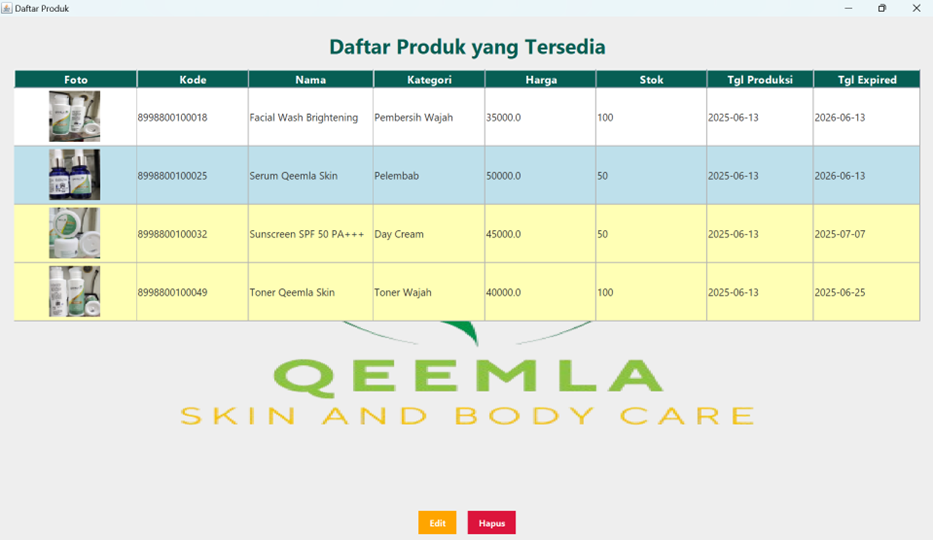 Daftar Produk
Daftar Produk yang Tersedia
Foto Kode Nama Kategori Harga Stok Tgl Produksi Tgl Expired
8998800100018 Facial Wash Brightening Pembersih Wajah 35000.0 100 2025-06-13 2026-06-13
8998800100025 Serum Qeemla Skin Pelembab 50000.0 50 2025-06-13 2026-06-13
8998800100032 Sunscreen SPF 50 PA+++ Day Cream 45000.0 50 2025-06-13 2025-07-07
8998800100049 Toner Qeemla Skin Toner Wajah 40000.0 100 2025-06-13 2025-06-25
QEEMLA
SKIN AND BODY CARE
Edit Hapus